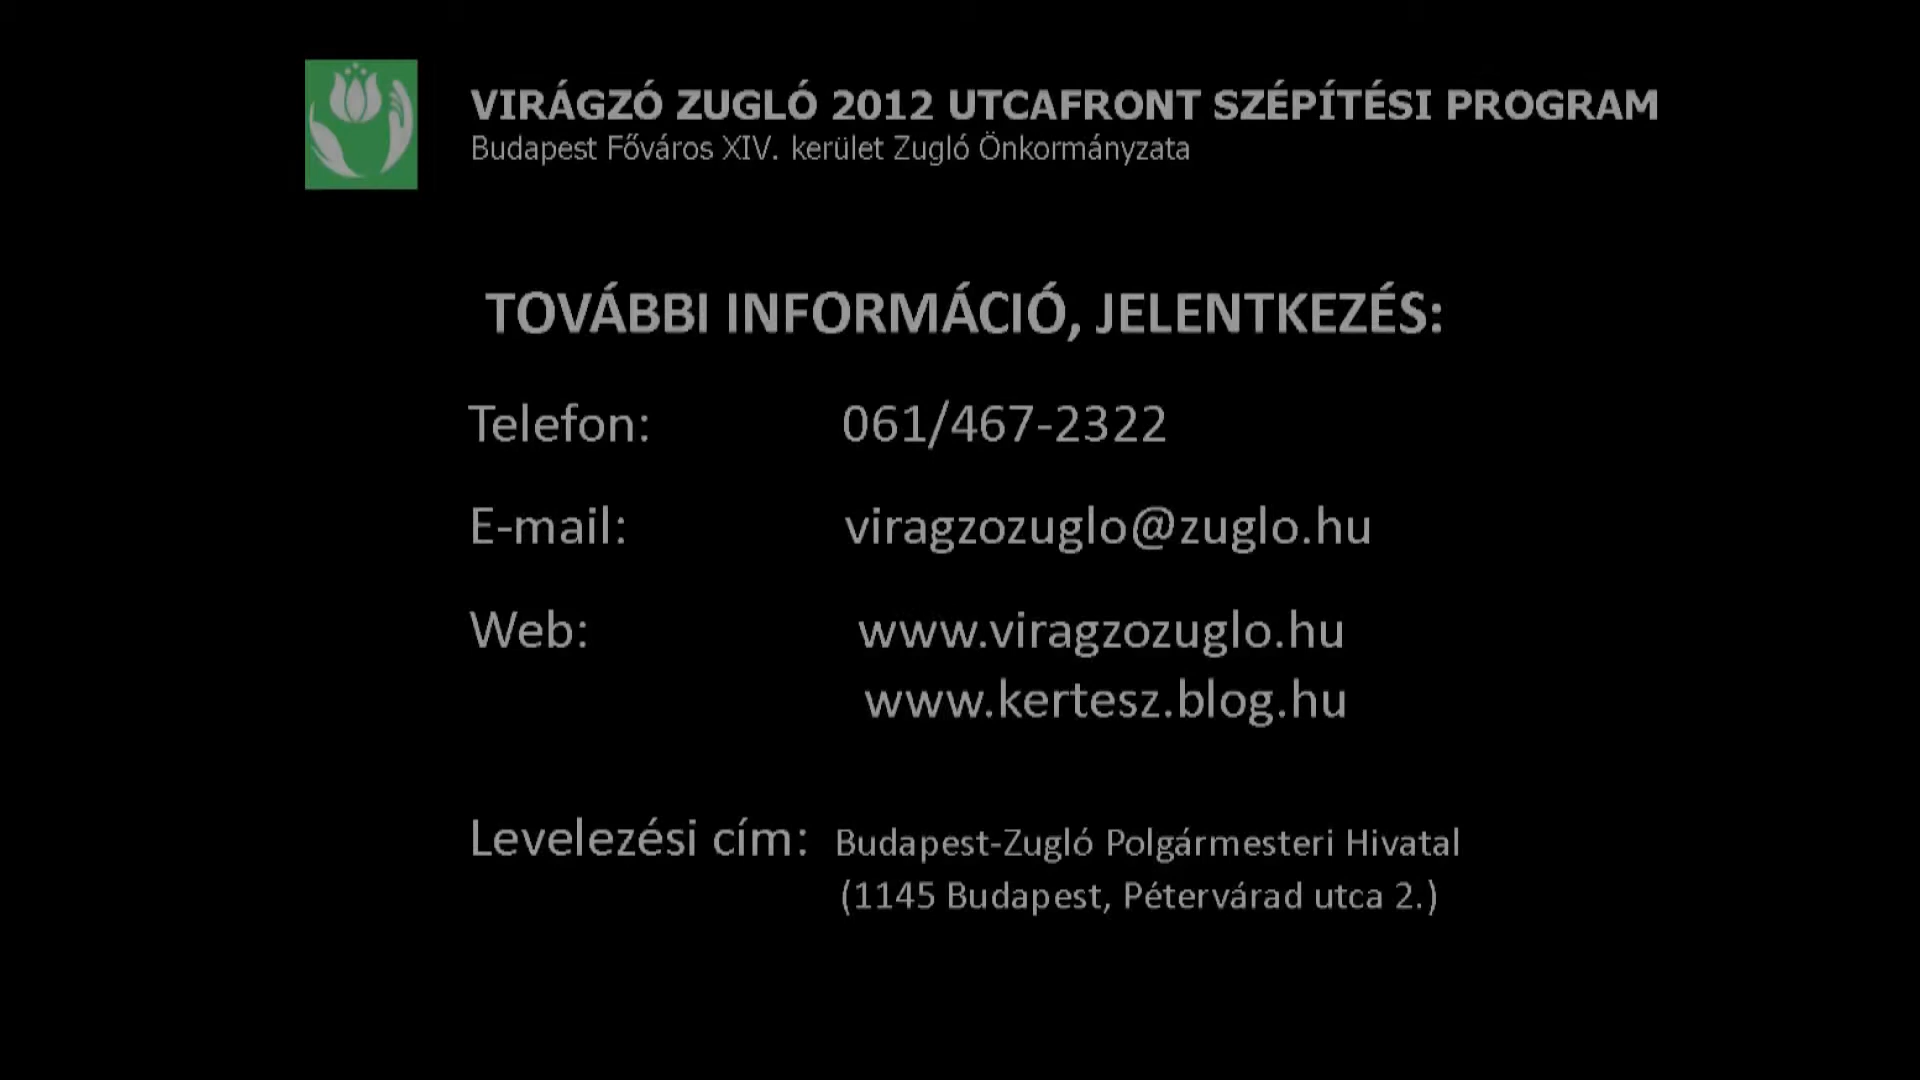 VIRÁGZÓ ZUGLÓ 2012 UTCAFRONT SZÉPÍTÉSI PROGRAM
Budapest Főváros XIV. kerület Zugló Önkormányzata
TOVÁBBI INFORMÁCIÓ, JELENTKEZÉS:
Telefon: 061/467-2322
E-mail: viragzozuglo@zuglo.hu
Web: www.viragzozuglo.hu
www.kertesz.blog.hu
Levelezési cím: Budapest-Zugló Polgármesteri Hivatal
(1145 Budapest, Pétervárad utca 2.)